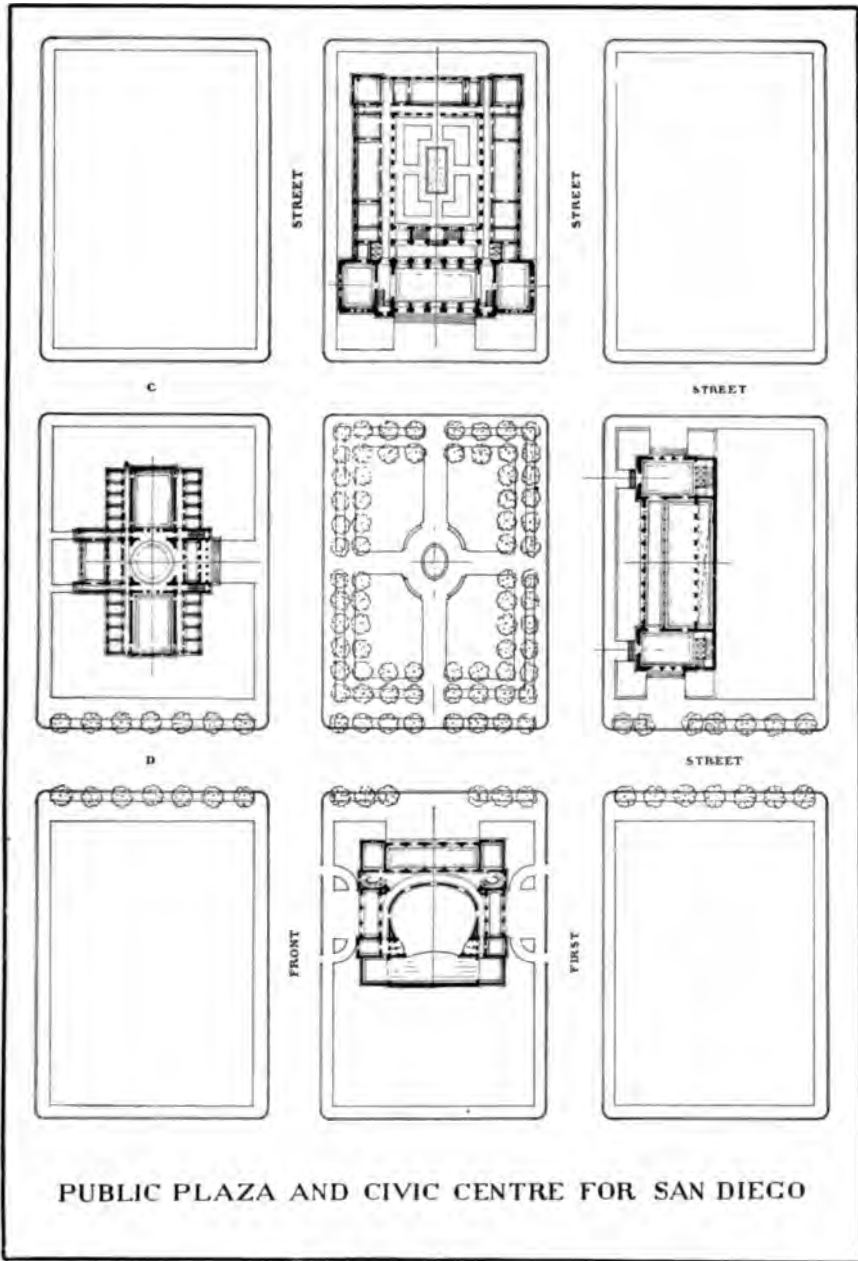 STREET
STREET
C
STREET
D
STREET
FRONT
FIRST
PUBLIC PLAZA AND CIVIC CENTRE FOR SAN DIEGO